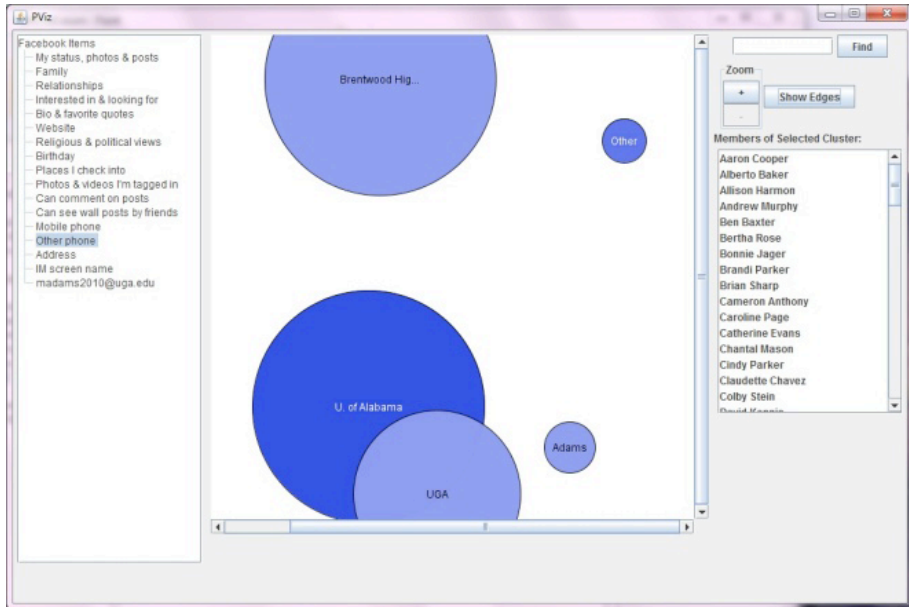 PViz
Facebook Items
My status, photos & posts
Family
Relationships
Interested in & looking for
Bio & favorite quotes
Website
Religious & political views
Birthday
Places I check into
Photos & videos I'm tagged in
Can comment on posts
Can see wall posts by friends
Mobile phone
Other phone
Address
IM screen name
madams2010@uga.edu
Brentwood Hig...
Other
U. of Alabama
Adams
UGA
Find
Zoom
+
-
Show Edges
Members of Selected Cluster:
Aaron Cooper
Alberto Baker
Allison Harmon
Andrew Murphy
Ben Baxter
Bertha Rose
Bonnie Jager
Brandi Parker
Brian Sharp
Cameron Anthony
Caroline Page
Catherine Evans
Chantal Mason
Cindy Parker
Claudette Chavez
Colby Stein
David